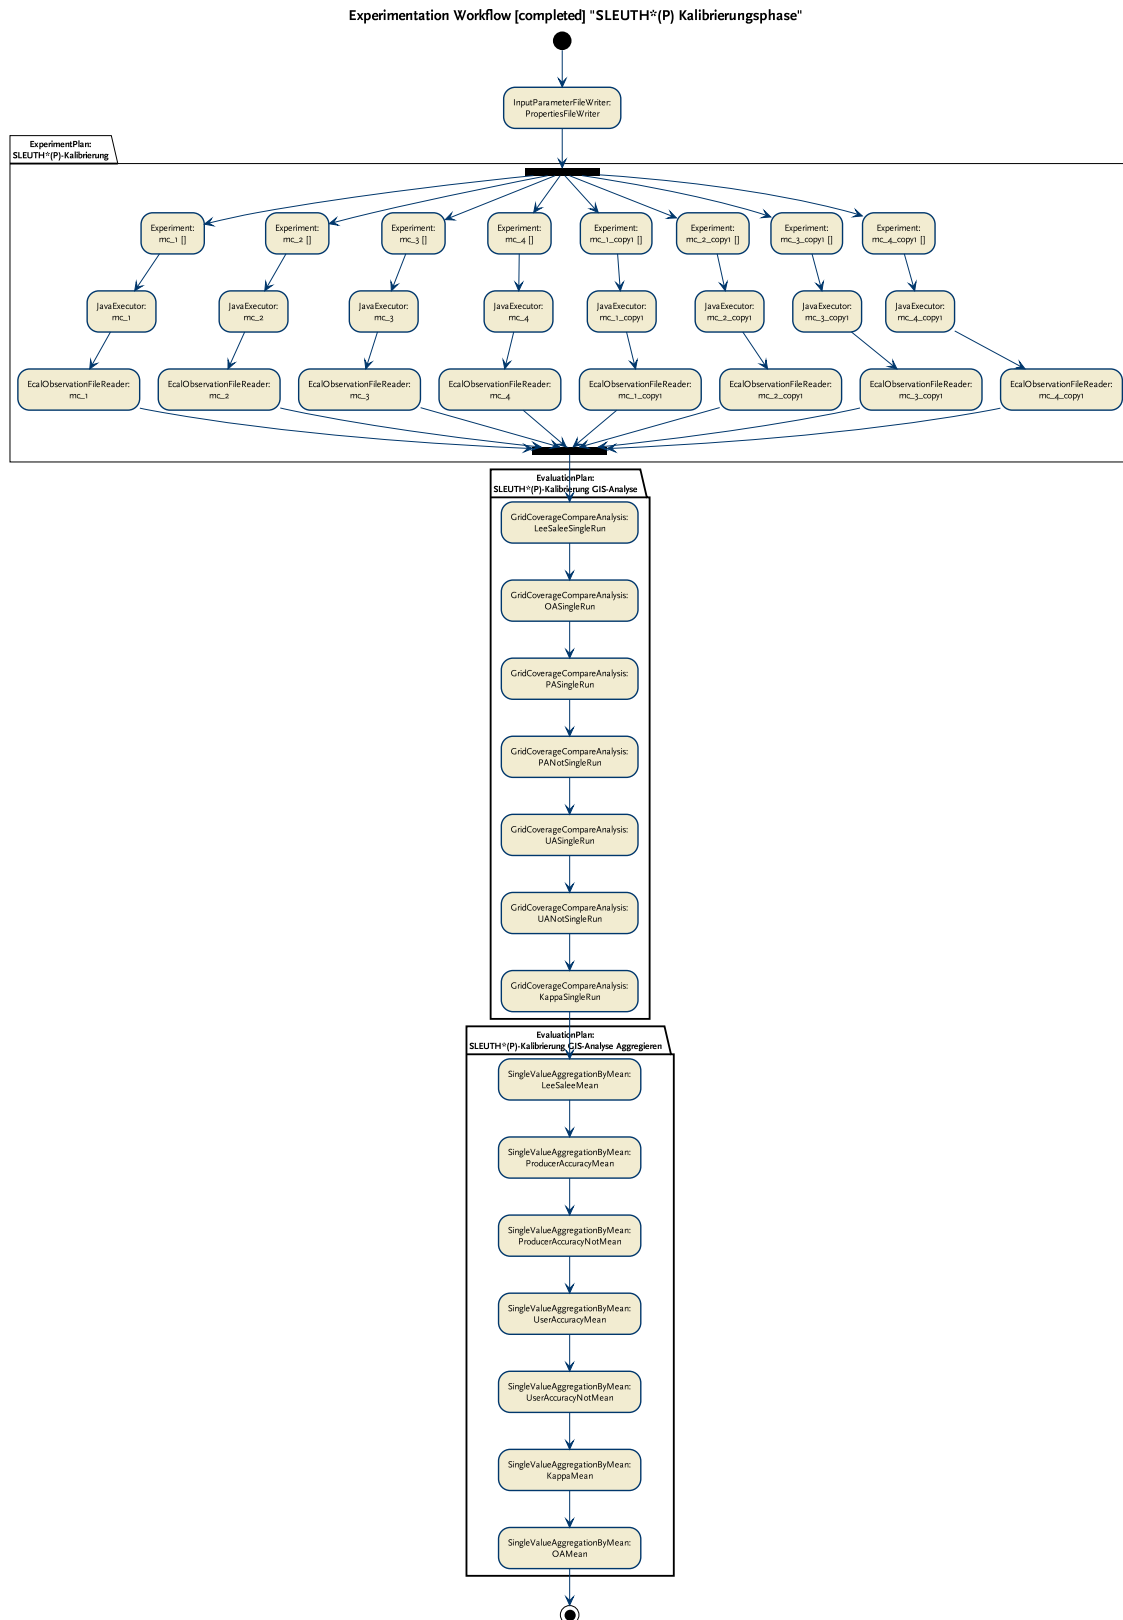 Experimentation Workflow [completed] "SLEUTH*(P) Kalibrierungsphase"
InputParameterFileWriter:
PropertiesFileWriter
ExperimentPlan:
SLEUTH*(P)-Kalibrierung
Experiment:
mc_1 []
Experiment:
mc_2 []
Experiment:
mc_3 []
Experiment:
mc_4 []
Experiment:
mc_1_copy1 []
Experiment:
mc_2_copy1 []
Experiment:
mc_3_copy1 []
Experiment:
mc_4_copy1 []
JavaExecutor:
mc_1
JavaExecutor:
mc_2
JavaExecutor:
mc_3
JavaExecutor:
mc_4
JavaExecutor:
mc_1_copy1
JavaExecutor:
mc_2_copy1
JavaExecutor:
mc_3_copy1
JavaExecutor:
mc_4_copy1
EcalObservationFileReader:
mc_1
EcalObservationFileReader:
mc_2
EcalObservationFileReader:
mc_3
EcalObservationFileReader:
mc_4
EcalObservationFileReader:
mc_1_copy1
EcalObservationFileReader:
mc_2_copy1
EcalObservationFileReader:
mc_3_copy1
EcalObservationFileReader:
mc_4_copy1
EvaluationPlan:
SLEUTH*(P)-Kalibrierung GIS-Analyse
GridCoverageCompareAnalysis:
LeeSaleeSingleRun
GridCoverageCompareAnalysis:
OASingleRun
GridCoverageCompareAnalysis:
PASingleRun
GridCoverageCompareAnalysis:
PANotSingleRun
GridCoverageCompareAnalysis:
UASingleRun
GridCoverageCompareAnalysis:
UANotSingleRun
GridCoverageCompareAnalysis:
KappaSingleRun
EvaluationPlan:
SLEUTH*(P)-Kalibrierung GIS-Analyse Aggregieren
SingleValueAggregationByMean:
LeeSaleeMean
SingleValueAggregationByMean:
ProducerAccuracyMean
SingleValueAggregationByMean:
ProducerAccuracyNotMean
SingleValueAggregationByMean:
UserAccuracyMean
SingleValueAggregationByMean:
UserAccuracyNotMean
SingleValueAggregationByMean:
KappaMean
SingleValueAggregationByMean:
OAMean